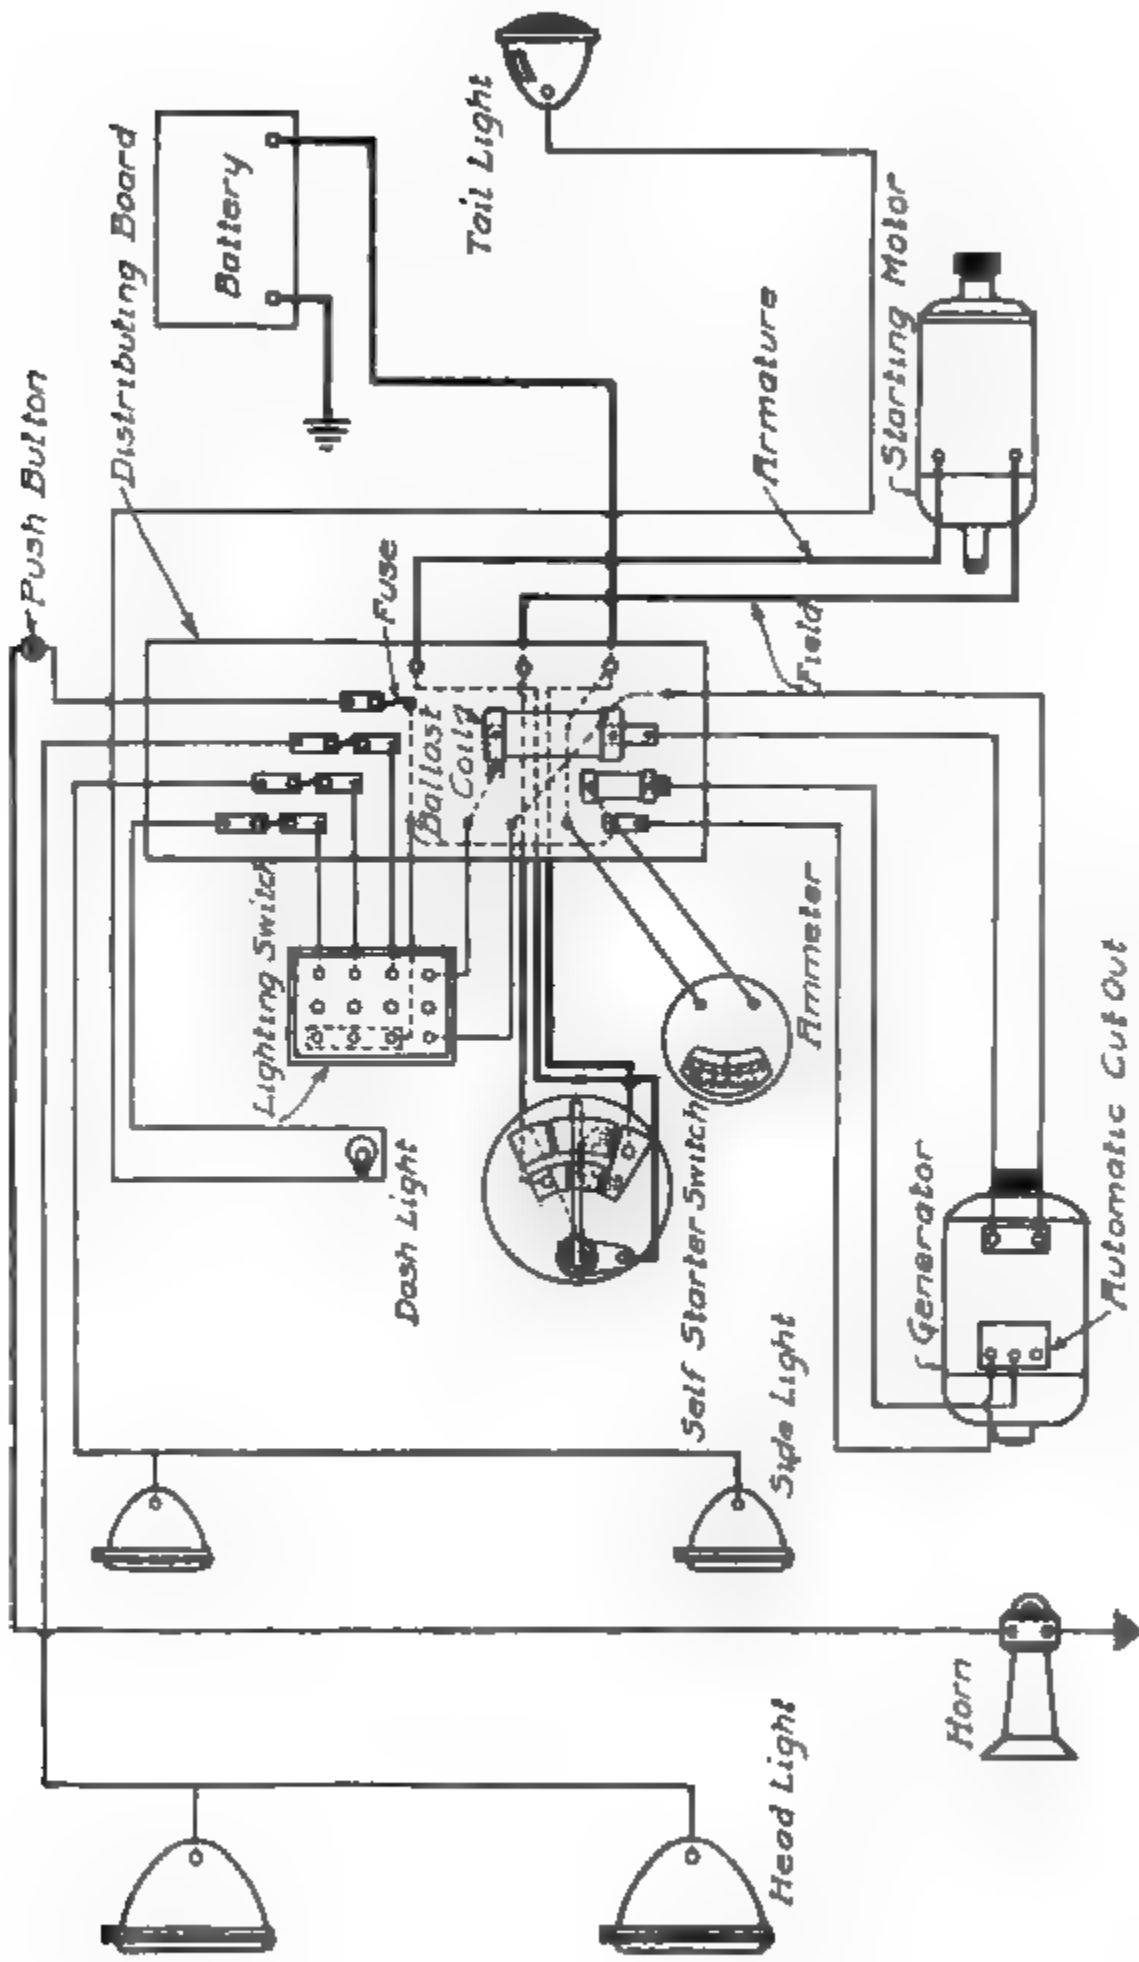 Push Button
Distributing Board
Battery
Tail Light
Starting Motor
Armature
Fuse
Field
Ballast
Coil
Lighting Switch
Ammeter
Dash Light
Self Starter Switch
Generator
Automatic Cut Out
Side Light
Horn
Head Light